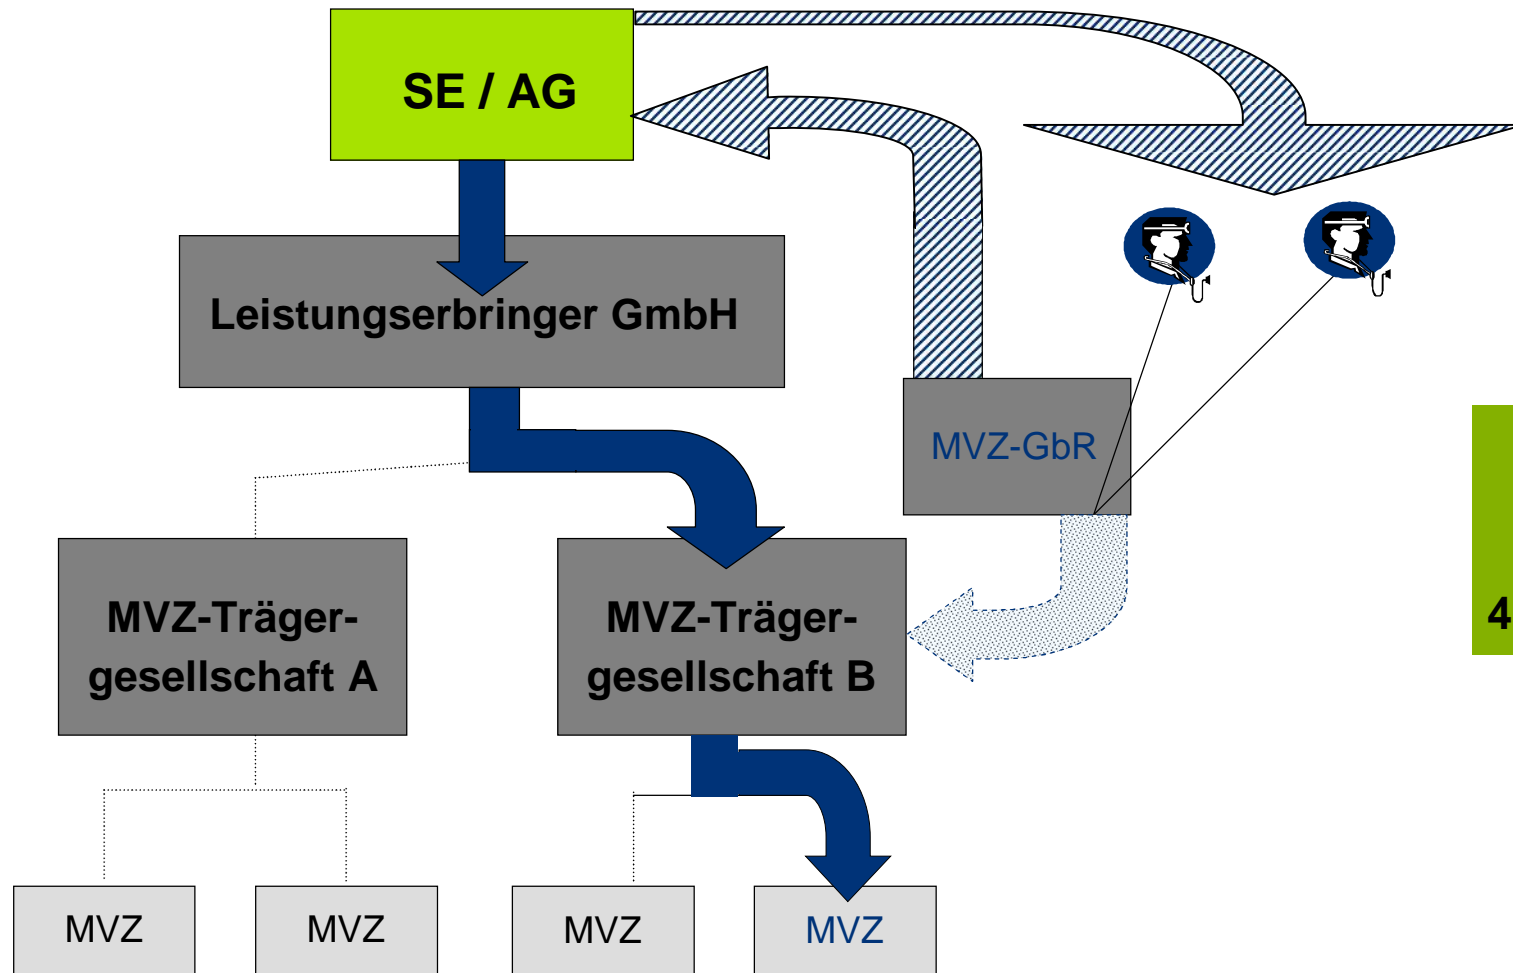 SE / AG
Leistungserbringer GmbH
MVZ-GbR
MVZ-Träger-
gesellschaft A
MVZ-Träger-
gesellschaft B
4
MVZ
MVZ
MVZ
MVZ